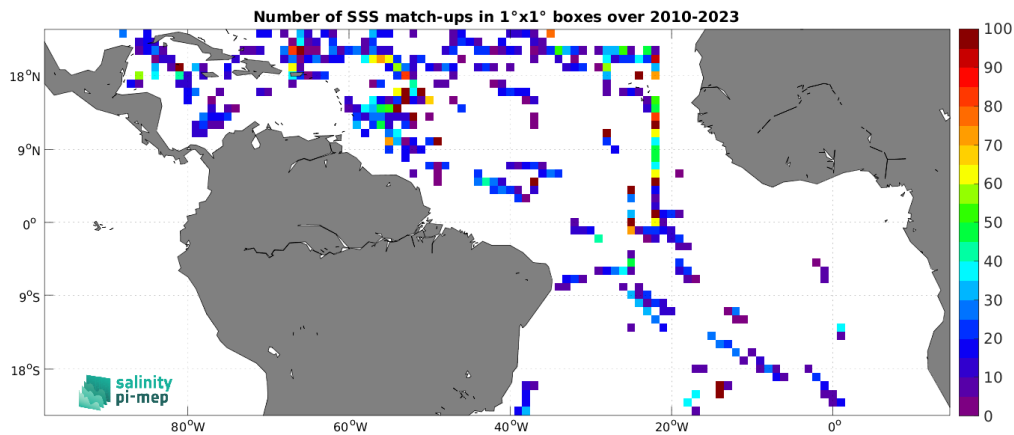 Number of SSS match-ups in 1°x1° boxes over 2010-2023
100
90
80
70
60
50
40
30
20
10
0
18°N
9°N
0°
9°S
18°S
80°W
60°W
40°W
20°W
0°
salinity
pi-mep